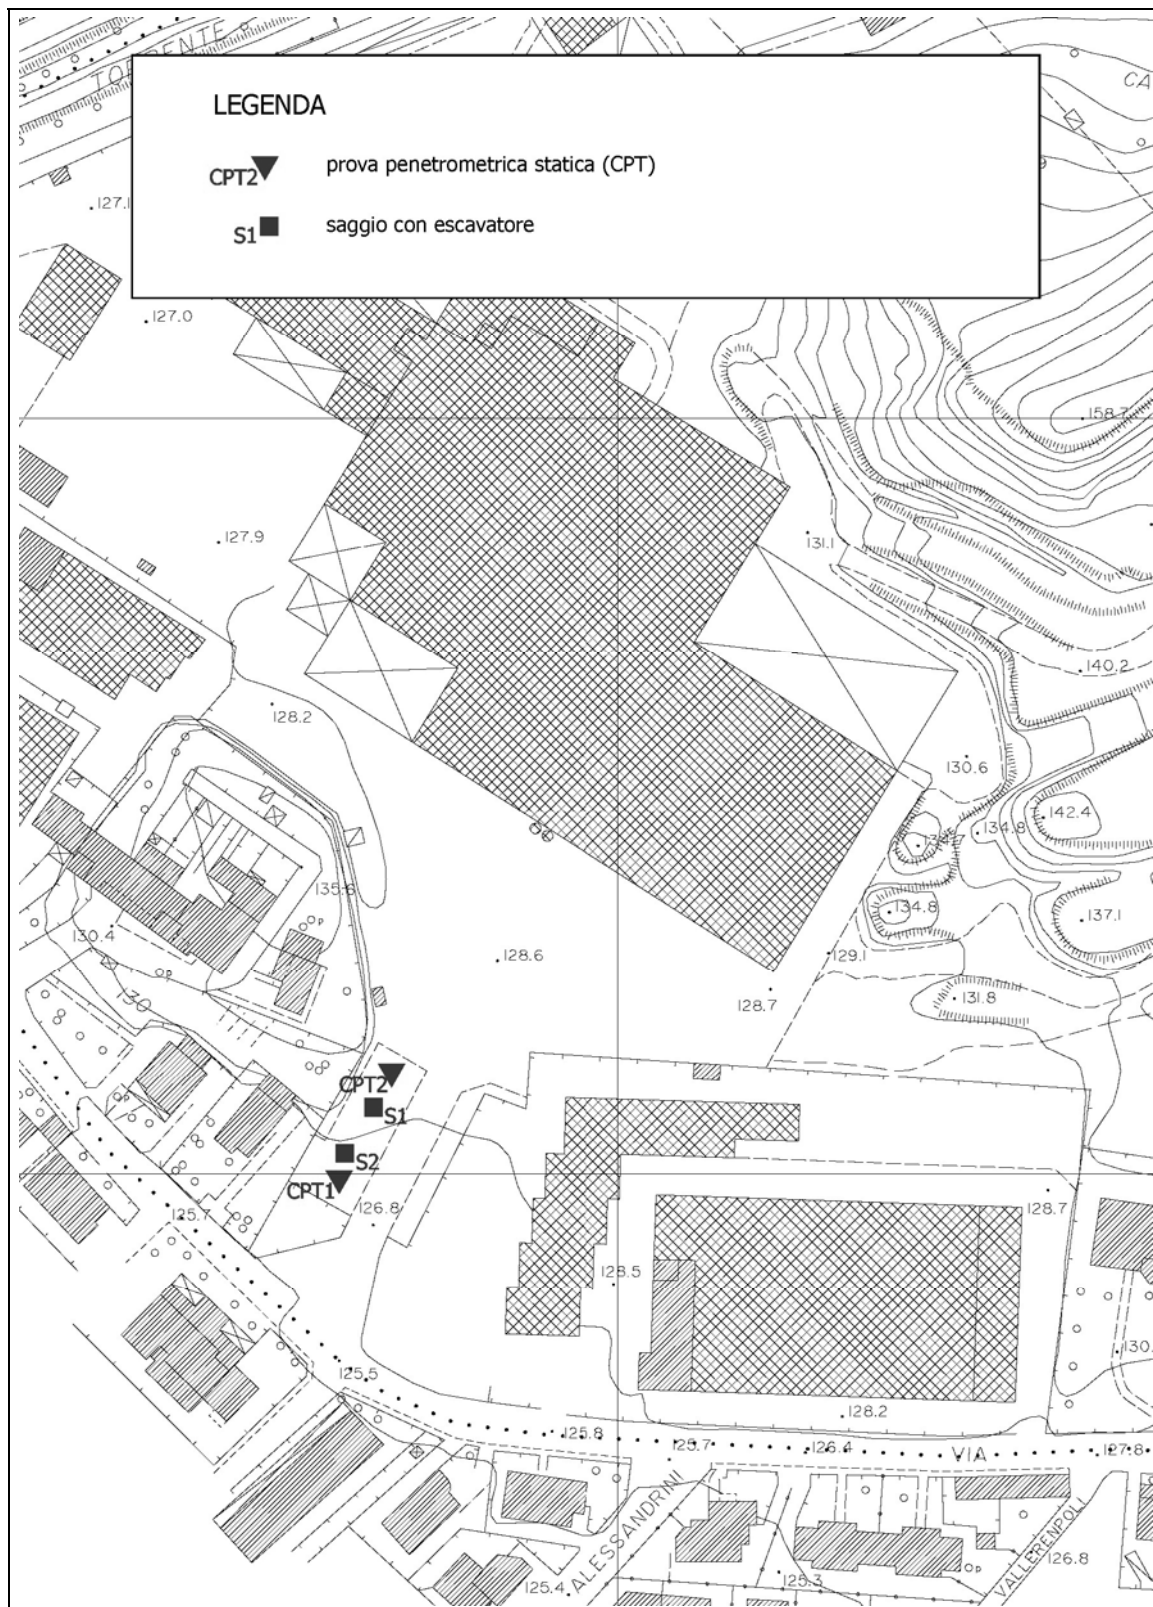 TORRENTE
CA
LEGENDA
CPT2 prova penetrometrica statica (CPT)
S1 saggio con escavatore
127.1
127.0
158.7
127.9
131.1
140.2
128.2
130.6
142.4
134.8
135.6
134.8
137.1
130.4
128.6
129.1
128.7
131.8
130
CPT2
S1
S2
CPT1
126.8
128.7
125.7
128.5
130.
125.5
128.2
125.8
125.7
126.4
VIA
127.8
ALESSANDRINI
VALLERENPOLI
126.8
125.4
125.3